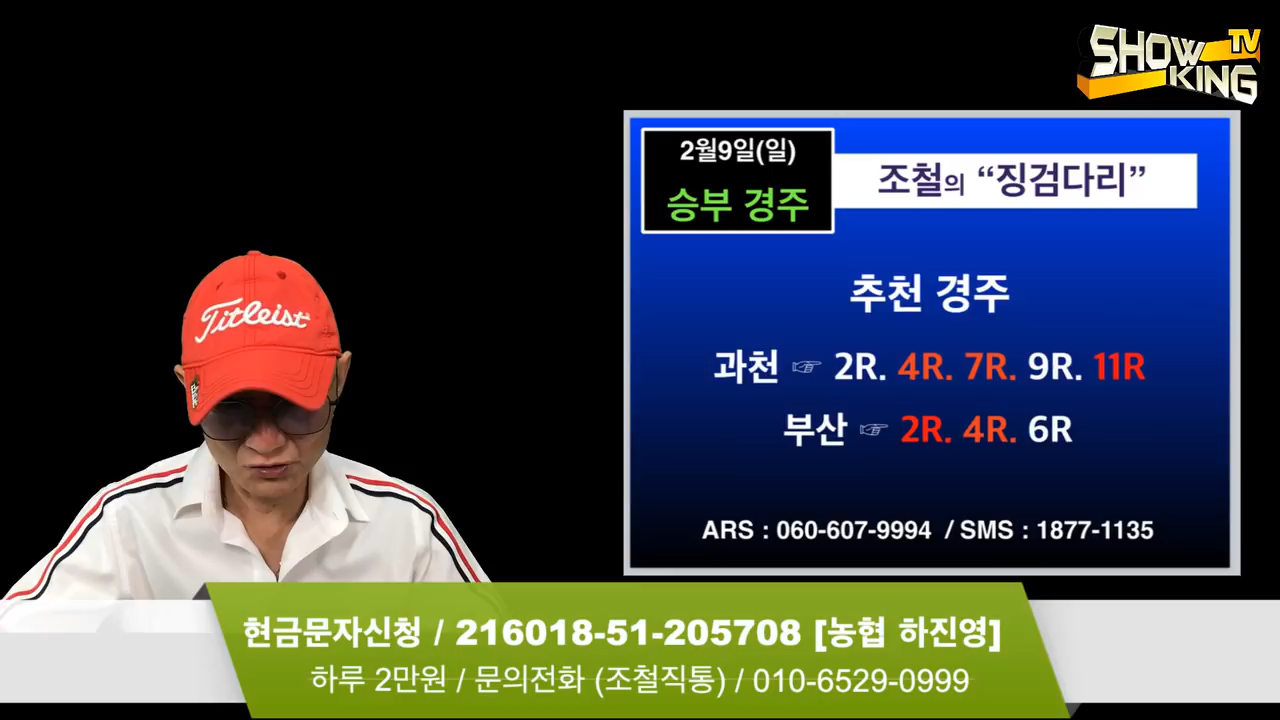 SHOW TV
KING
2월9일(일)
승부 경주
조철의 “징검다리”
추천 경주
과천 ☞ 2R. 4R. 7R. 9R. 11R
부산 ☞ 2R. 4R. 6R
ARS : 060-607-9994 / SMS : 1877-1135
Titleist
현금문자신청 / 216018-51-205708 [농협 하진영]
하루 2만원 / 문의전화 (조철직통) / 010-6529-0999